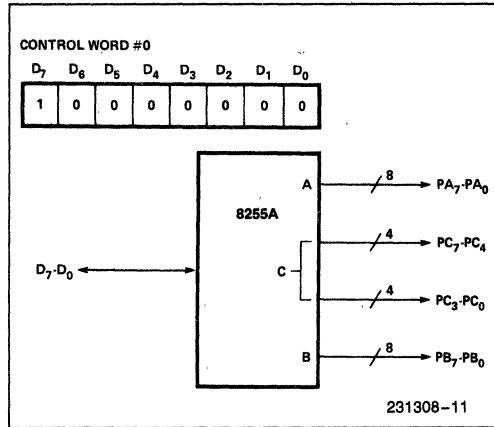 CONTROL WORD #0
D7 D6 D5 D4 D3 D2 D1 D0
1 0 0 0 0 0 0 0
8255A
A 8 PA7-PA0
4 PC7-PC4
D7-D0 C
4 PC3-PC0
B 8 PB7-PB0
231308-11